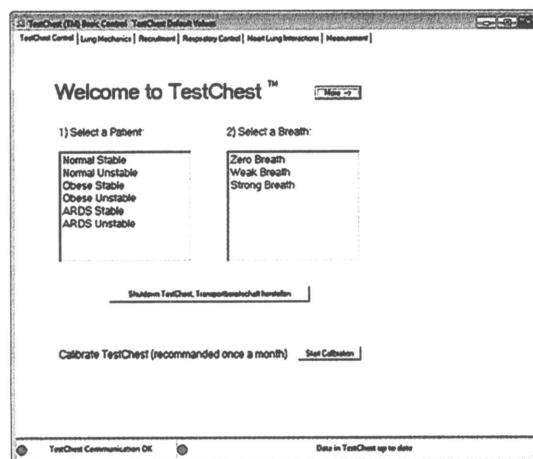 TestChest (TM) Basic Control TestChest Default Values
TestChest Control | Lung Mechanics | Recruitment | Respiratory Control | Heart Lung Interactions | Measurement
Welcome to TestChest ™
More ->
1) Select a Patient:
2) Select a Breath:
Normal Stable
Normal Unstable
Obese Stable
Obese Unstable
ARDS Stable
ARDS Unstable
Zero Breath
Weak Breath
Strong Breath
Shutdown TestChest, Transportbereitschaft herstellen
Calibrate TestChest (recommanded once a month)
Start Calibration
TestChest Communication OK
Data in TestChest up to date